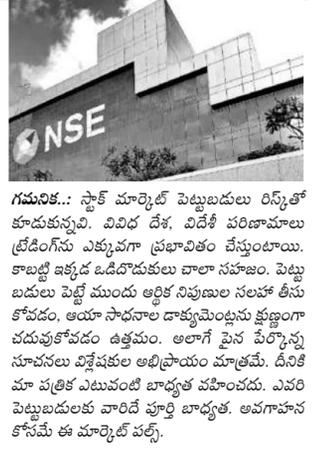 NSE
గమనిక..: స్టాక్ మార్కెట్ పెట్టుబడులు రిస్క్‌తో
కూడుకున్నవి. వివిధ దేశ, విదేశీ పరిణామాలు
ట్రేడింగ్‌ను ఎక్కువగా ప్రభావితం చేస్తుంటాయి.
కాబట్టి ఇక్కడ ఒడిదొడుకులు చాలా సహజం. పెట్టు
బడులు పెట్టే ముందు ఆర్థిక నిపుణుల సలహా తీసు
కోవడం, ఆయా సాధనాల డాక్యుమెంట్లను క్షుణ్ణంగా
చదువుకోవడం ఉత్తమం. అలాగే పైన పేర్కొన్న
సూచనలు విశ్లేషకుల అభిప్రాయం మాత్రమే. దీనికి
మా పత్రిక ఎటువంటి బాధ్యత వహించదు. ఎవరి
పెట్టుబడులకు వారిదే పూర్తి బాధ్యత. అవగాహన
కోసమే ఈ మార్కెట్ పల్స్.